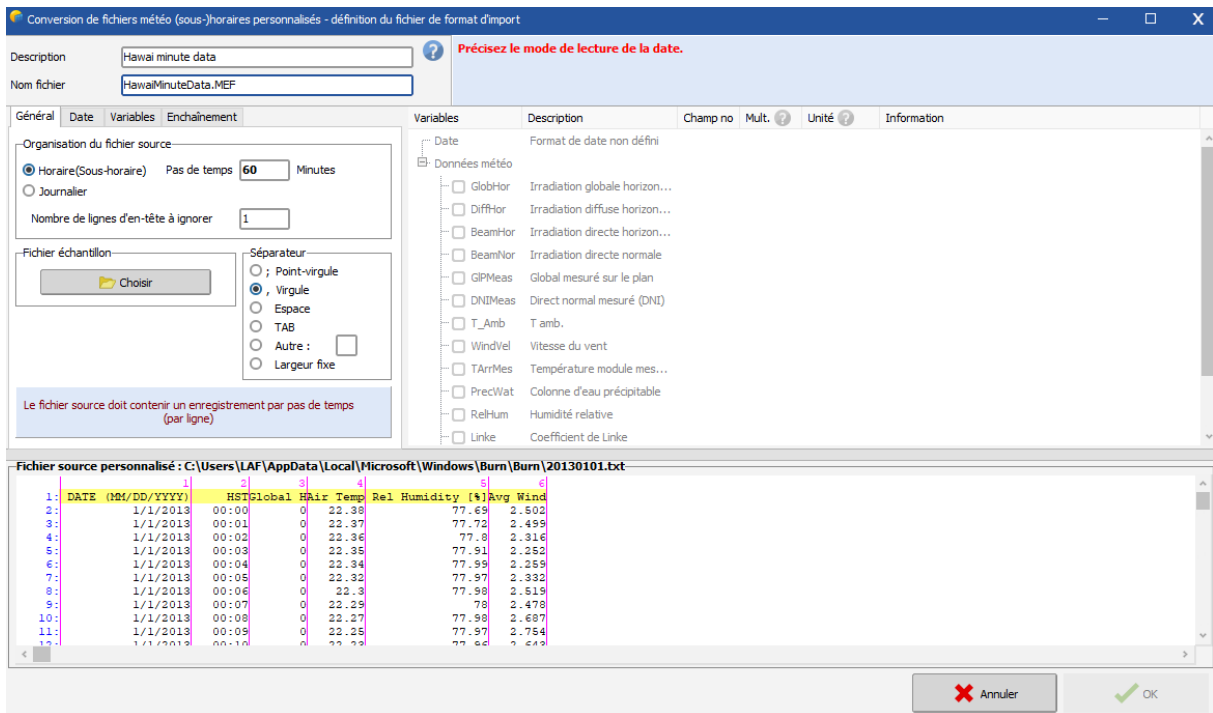 Conversion de fichiers météo (sous-)horaires personnalisés - définition du fichier de format d'import
Description Hawai minute data
Nom fichier HawaiMinuteData.MEF
Précisez le mode de lecture de la date.
Général Date Variables Enchaînement
Organisation du fichier source
Horaire(Sous-horaire) Pas de temps 60 Minutes
Journalier
Nombre de lignes d'en-tête à ignorer 1
Fichier échantillon
Choisir
Séparateur
; Point-virgule
, Virgule
Espace
TAB
Autre :
Largeur fixe
Le fichier source doit contenir un enregistrement par pas de temps
(par ligne)
Variables Description Champ no Mult. Unité Information
Date Format de date non défini
Données météo
GlobHor Irradiation globale horizon...
DiffHor Irradiation diffuse horizon...
BeamHor Irradiation directe horizon...
BeamNor Irradiation directe normale
GlPMeas Global mesuré sur le plan
DNIMeas Direct normal mesuré (DNI)
T_Amb T amb.
WindVel Vitesse du vent
TArrMes Température module mes...
PrecWat Colonne d'eau précipitable
RelHum Humidité relative
Linke Coefficient de Linke
Fichier source personnalisé : C:\Users\LAF\AppData\Local\Microsoft\Windows\Burn\Burn\20130101.txt
1 2 3 4 5 6
1: DATE (MM/DD/YYYY) HST Global H Air Temp Rel Humidity [%] Avg Wind
2: 1/1/2013 00:00 0 22.38 77.69 2.502
3: 1/1/2013 00:01 0 22.37 77.72 2.499
4: 1/1/2013 00:02 0 22.36 77.8 2.316
5: 1/1/2013 00:03 0 22.35 77.91 2.252
6: 1/1/2013 00:04 0 22.34 77.99 2.259
7: 1/1/2013 00:05 0 22.32 77.97 2.332
8: 1/1/2013 00:06 0 22.3 77.98 2.519
9: 1/1/2013 00:07 0 22.29 78 2.478
10: 1/1/2013 00:08 0 22.27 77.98 2.687
11: 1/1/2013 00:09 0 22.25 77.97 2.754
12: 1/1/2013 00:10 0 22.23 77.96 2.643
Annuler
OK